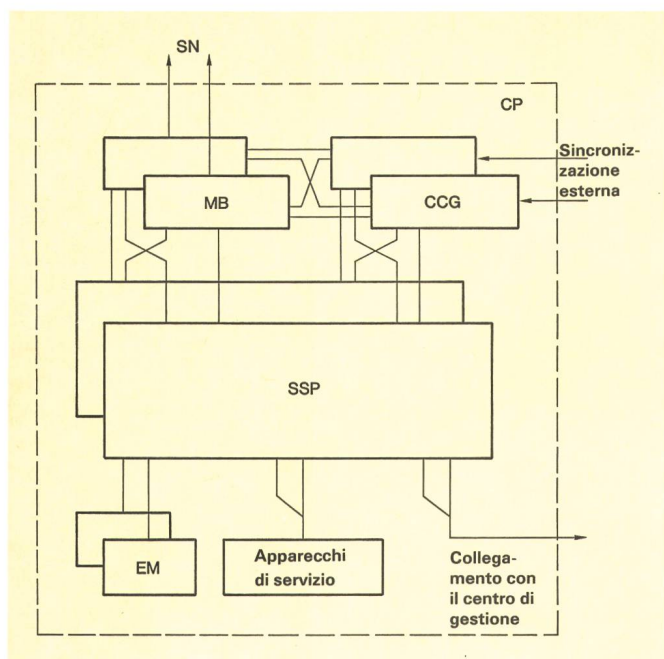 SN
CP
Sincroniz-
zazione
esterna
MB
CCG
SSP
EM
Apparecchi
di servizio
Collega-
mento con
il centro di
gestione